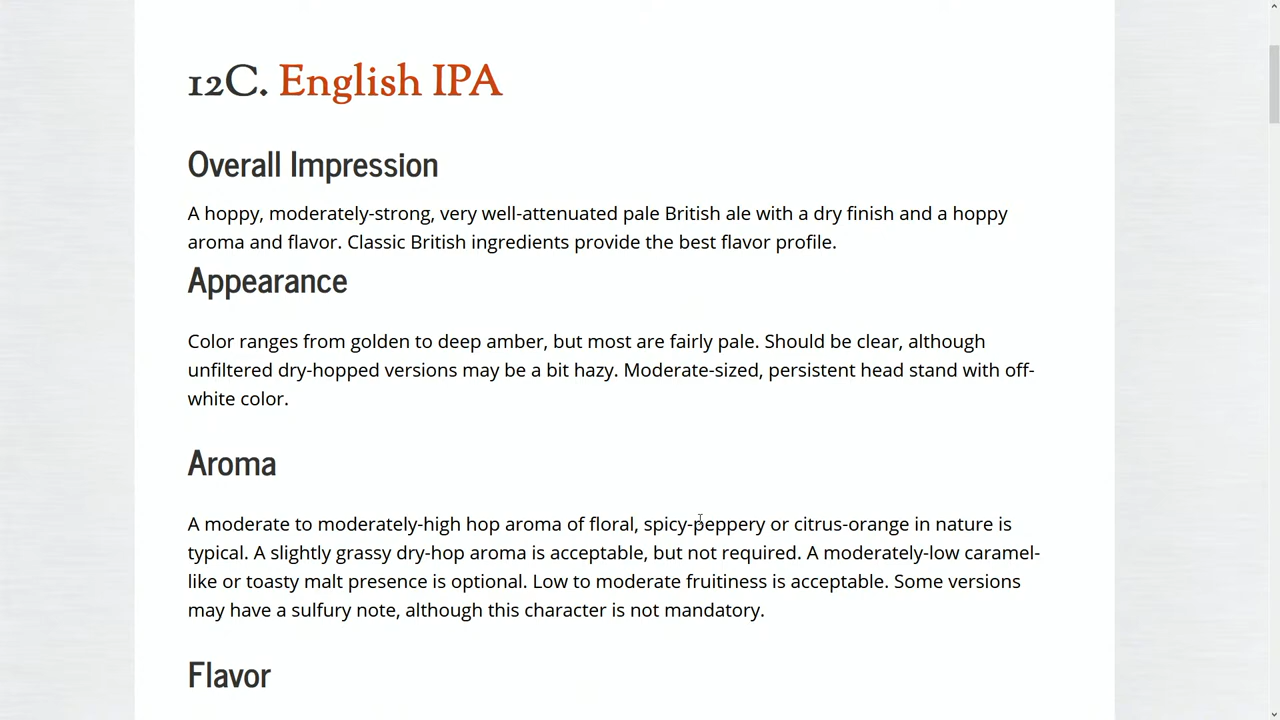 12C. English IPA
Overall Impression
A hoppy, moderately-strong, very well-attenuated pale British ale with a dry finish and a hoppy
aroma and flavor. Classic British ingredients provide the best flavor profile.
Appearance
Color ranges from golden to deep amber, but most are fairly pale. Should be clear, although
unfiltered dry-hopped versions may be a bit hazy. Moderate-sized, persistent head stand with off-
white color.
Aroma
A moderate to moderately-high hop aroma of floral, spicy-peppery or citrus-orange in nature is
typical. A slightly grassy dry-hop aroma is acceptable, but not required. A moderately-low caramel-
like or toasty malt presence is optional. Low to moderate fruitiness is acceptable. Some versions
may have a sulfury note, although this character is not mandatory.
Flavor